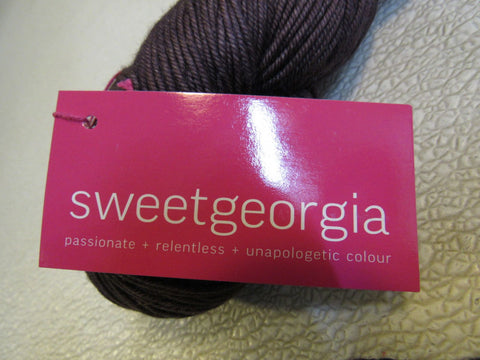 sweetgeorgia
passionate + relentless + unapologetic colour